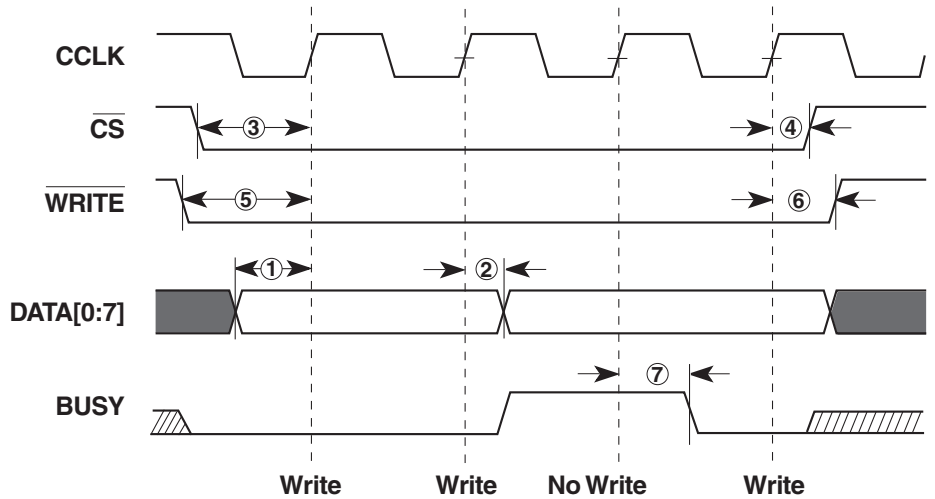 CCLK
CS
③ ④
WRITE
⑤ ⑥
① ②
DATA[0:7]
⑦
BUSY
Write Write No Write Write